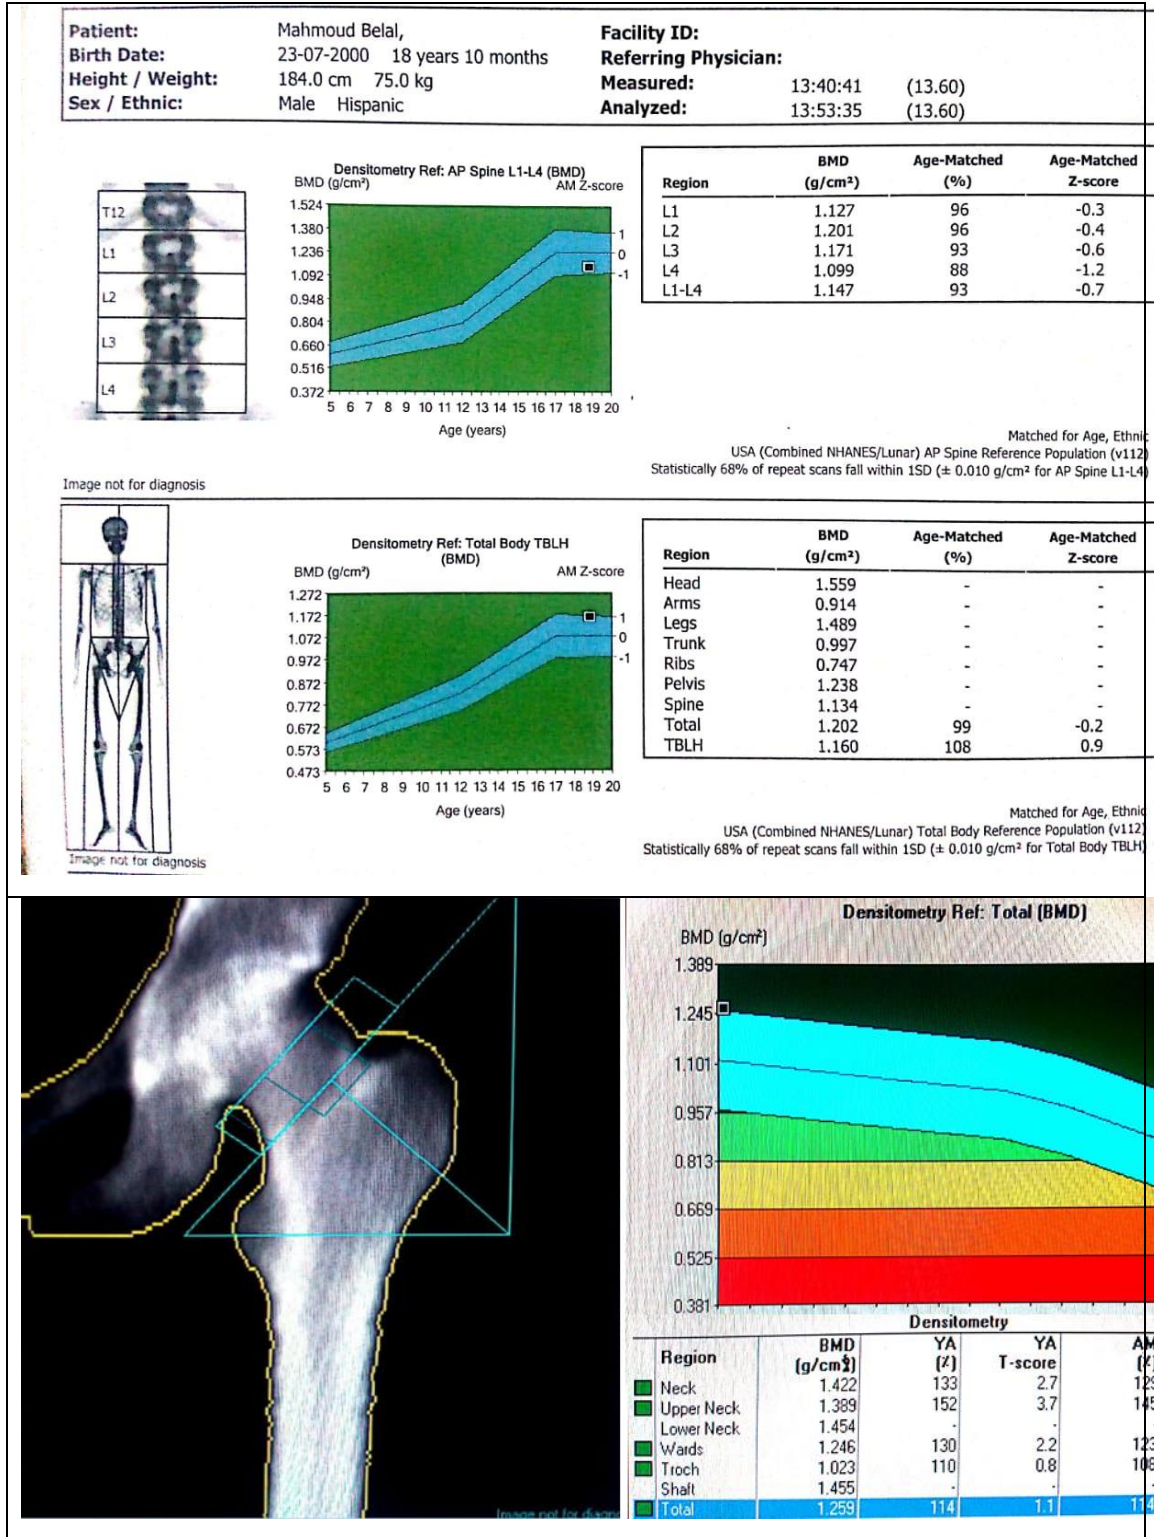 Patient: Mahmoud Belal, Facility ID:
Birth Date: 23-07-2000 18 years 10 months Referring Physician:
Height / Weight: 184.0 cm 75.0 kg Measured: 13:40:41 (13.60)
Sex / Ethnic: Male Hispanic Analyzed: 13:53:35 (13.60)
T12
L1
L2
L3
L4
Densitometry Ref: AP Spine L1-L4 (BMD)
BMD (g/cm²) AM Z-score
1.524
1.380
1.236
1.092
0.948
0.804
0.660
0.516
0.372
1
0
-1
5 6 7 8 9 10 11 12 13 14 15 16 17 18 19 20
Age (years)
BMD Age-Matched Age-Matched
Region (g/cm²) (%) Z-score
L1 1.127 96 -0.3
L2 1.201 96 -0.4
L3 1.171 93 -0.6
L4 1.099 88 -1.2
L1-L4 1.147 93 -0.7
Matched for Age, Ethnic
USA (Combined NHANES/Lunar) AP Spine Reference Population (v112)
Statistically 68% of repeat scans fall within 1SD (± 0.010 g/cm² for AP Spine L1-L4)
Image not for diagnosis
Densitometry Ref: Total Body TBLH
(BMD)
BMD (g/cm²) AM Z-score
1.272
1.172
1.072
0.972
0.872
0.772
0.672
0.573
0.473
1
0
-1
5 6 7 8 9 10 11 12 13 14 15 16 17 18 19 20
Age (years)
BMD Age-Matched Age-Matched
Region (g/cm²) (%) Z-score
Head 1.559 - -
Arms 0.914 - -
Legs 1.489 - -
Trunk 0.997 - -
Ribs 0.747 - -
Pelvis 1.238 - -
Spine 1.134 - -
Total 1.202 99 -0.2
TBLH 1.160 108 0.9
Matched for Age, Ethnic
USA (Combined NHANES/Lunar) Total Body Reference Population (v112)
Statistically 68% of repeat scans fall within 1SD (± 0.010 g/cm² for Total Body TBLH)
Image not for diagnosis
Image not for diagno
Densitometry Ref: Total (BMD)
BMD (g/cm²)
1.389
1.245
1.101
0.957
0.813
0.669
0.525
0.381
Densitometry
BMD YA YA AM
Region (g/cm²) (%) T-score (%
Neck 1.422 133 2.7 129
Upper Neck 1.389 152 3.7 145
Lower Neck 1.454 - - -
Wards 1.246 130 2.2 123
Troch 1.023 110 0.8 108
Shaft 1.455 - - -
Total 1.259 114 1.1 114